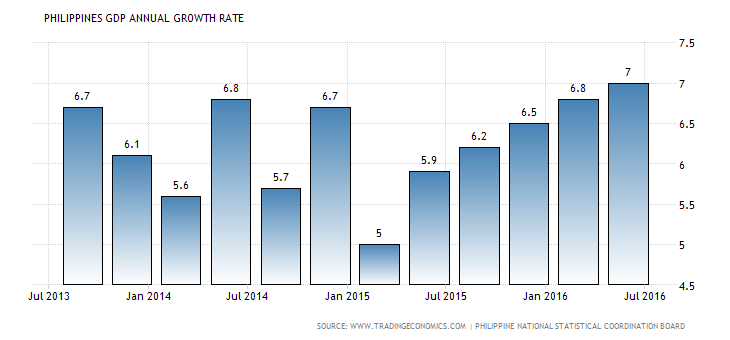 PHILIPPINES GDP ANNUAL GROWTH RATE
7.5
6.7
6.1
5.6
6.8
5.7
6.7
5
5.9
6.2
6.5
6.8
7
7
6.5
6
5.5
5
4.5
Jul 2013
Jan 2014
Jul 2014
Jan 2015
Jul 2015
Jan 2016
Jul 2016
SOURCE: WWW.TRADINGECONOMICS.COM | PHILIPPINE NATIONAL STATISTICAL COORDINATION BOARD